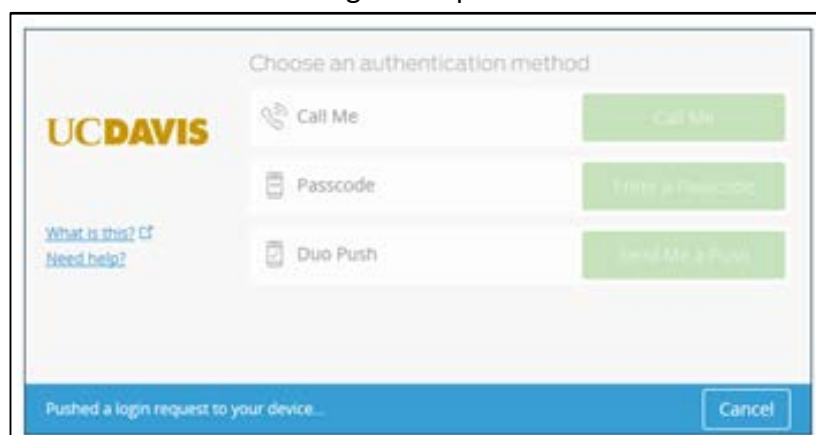 Choose an authentication method
UCDAVIS
Call Me
Call Me
Passcode
Enter a Passcode
What is this?
Need help?
Duo Push
Send Me a Push
Pushed a login request to your device...
Cancel